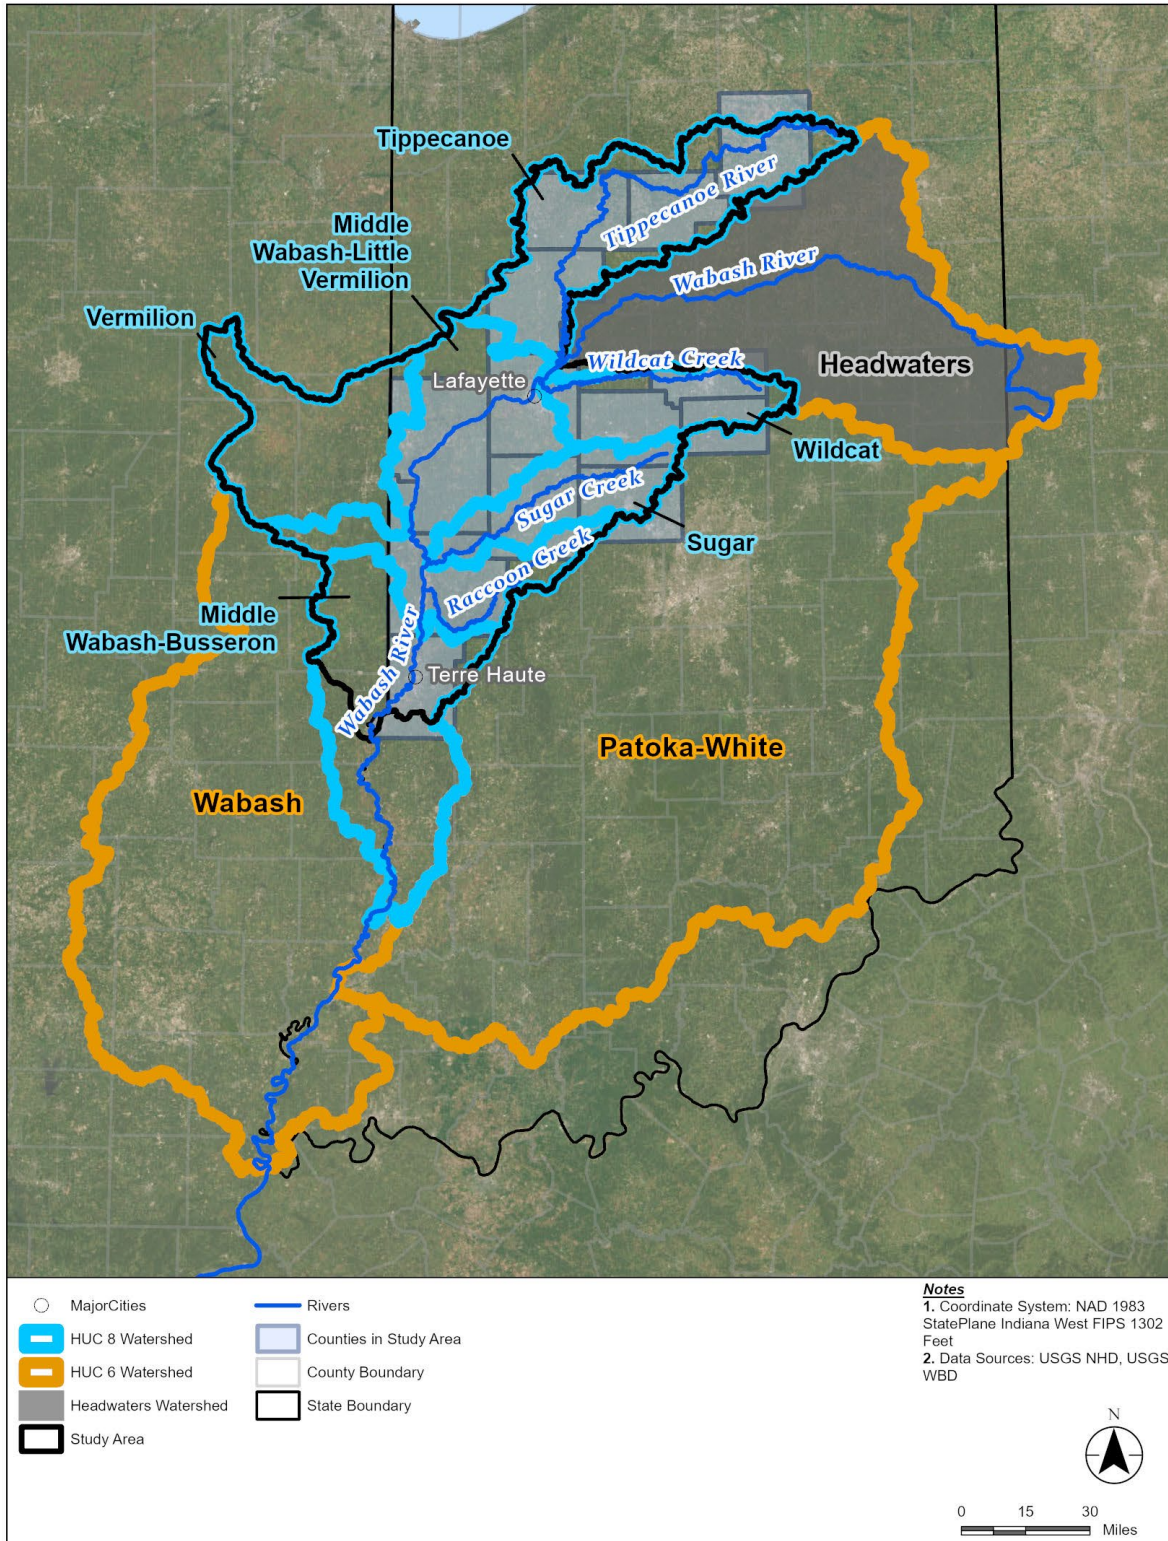 Tippecanoe
Middle
Wabash-Little
Vermilion
Vermilion
Tippecanoe River
Wabash River
Wildcat Creek
Headwaters
Lafayette
Wildcat
Sugar Creek
Sugar
Raccoon Creek
Middle
Wabash-Busseron
Wabash River
Terre Haute
Patoka-White
Wabash
MajorCities
HUC 8 Watershed
HUC 6 Watershed
Headwaters Watershed
Study Area
Rivers
Counties in Study Area
County Boundary
State Boundary
Notes
1. Coordinate System: NAD 1983
StatePlane Indiana West FIPS 1302
Feet
2. Data Sources: USGS NHD, USGS
WBD
N
0 15 30
Miles